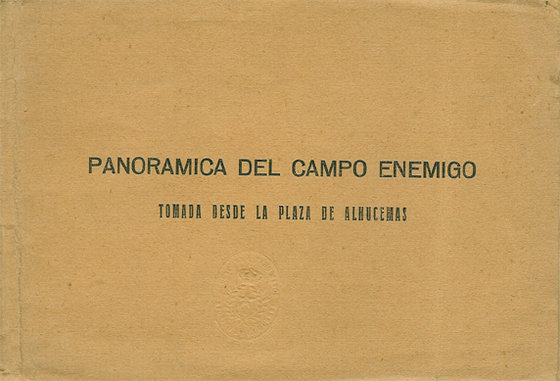 PANORAMICA DEL CAMPO ENEMIGO
TOMADA DESDE LA PLAZA DE ALHUCEMAS